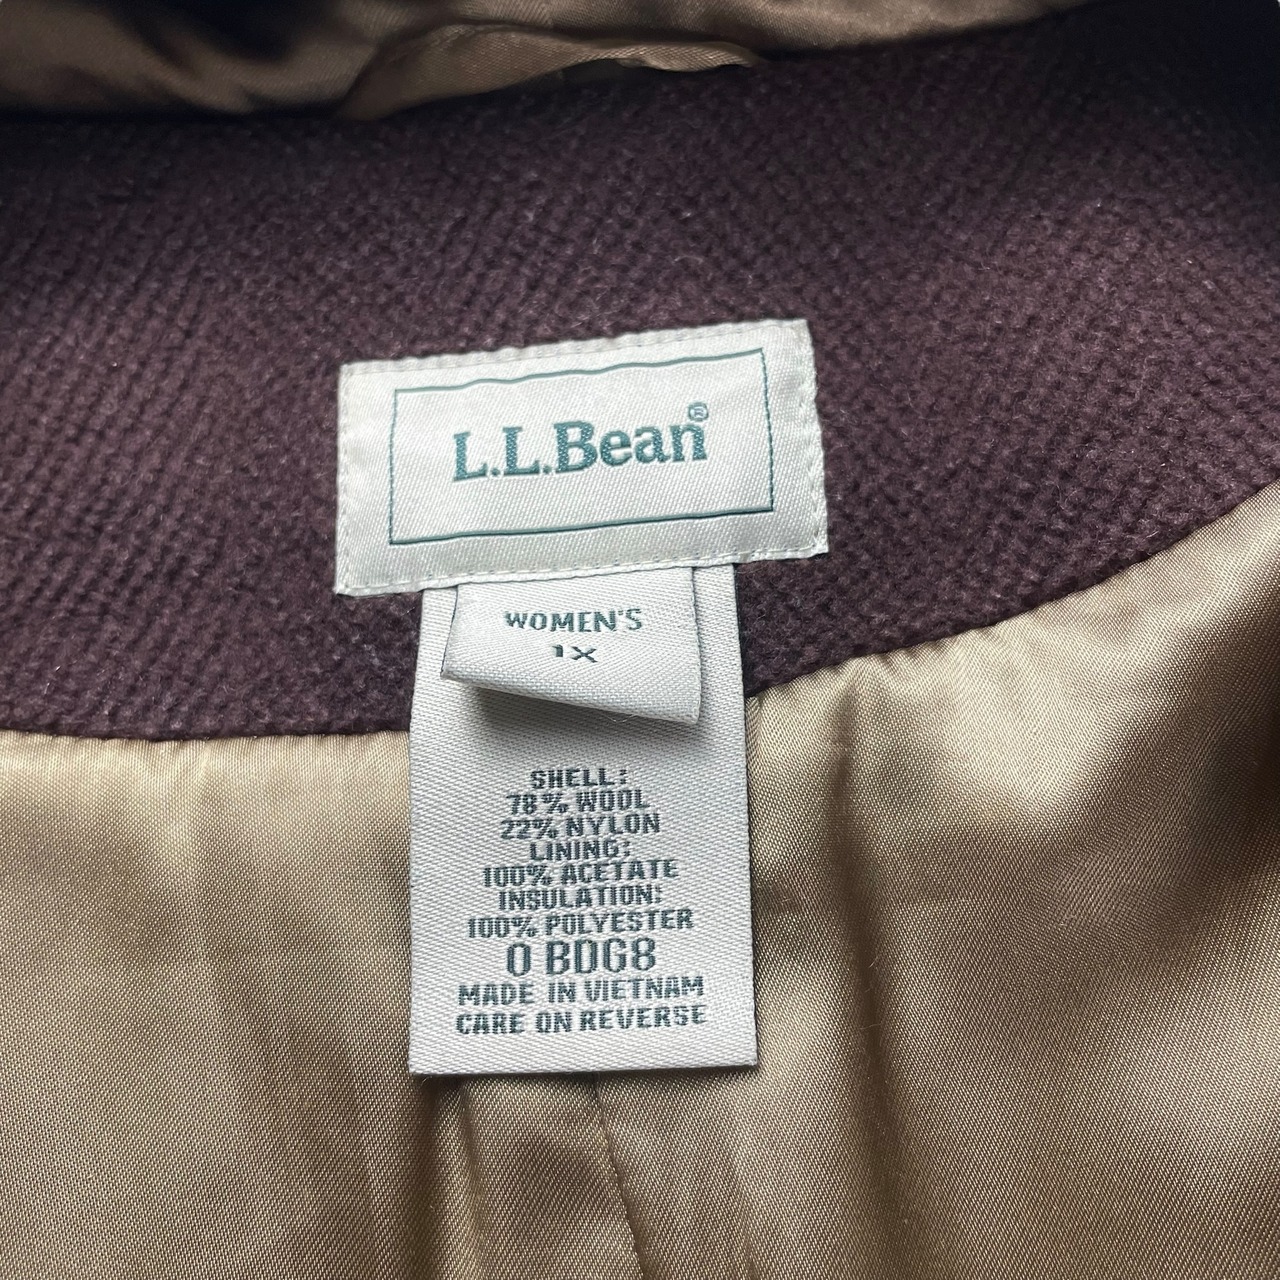 L.L.Bean®
WOMEN'S
1X
SHELL:
78% WOOL
22% NYLON
LINING:
100% ACETATE
INSULATION:
100% POLYESTER
0 BDG8
MADE IN VIETNAM
CARE ON REVERSE